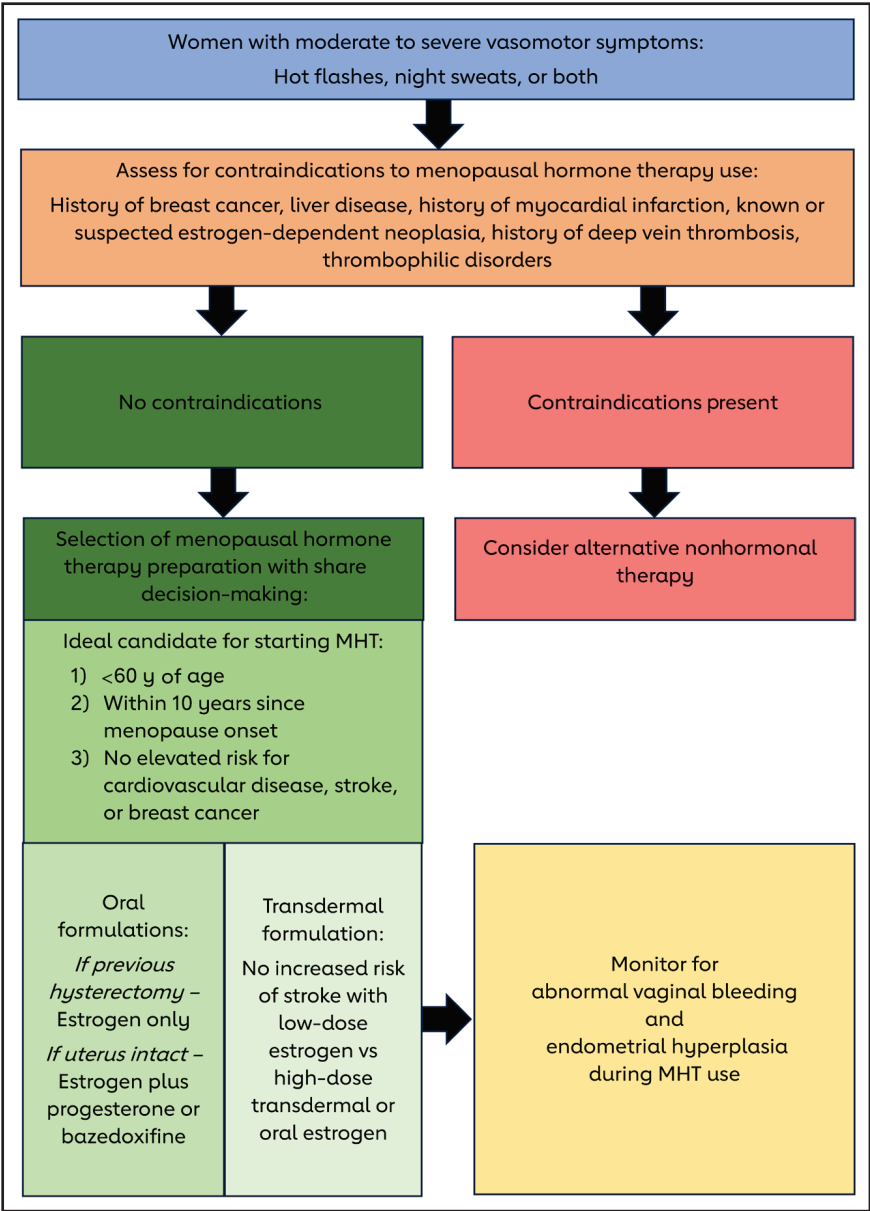 Women with moderate to severe vasomotor symptoms:
Hot flashes, night sweats, or both
Assess for contraindications to menopausal hormone therapy use:
History of breast cancer, liver disease, history of myocardial infarction, known or
suspected estrogen-dependent neoplasia, history of deep vein thrombosis,
thrombophilic disorders
No contraindications
Contraindications present
Selection of menopausal hormone
therapy preparation with share
decision-making:
Consider alternative nonhormonal
therapy
Ideal candidate for starting MHT:
1) <60 y of age
2) Within 10 years since
menopause onset
3) No elevated risk for
cardiovascular disease, stroke,
or breast cancer
Oral
formulations:
If previous
hysterectomy –
Estrogen only
If uterus intact –
Estrogen plus
progesterone or
bazedoxifine
Transdermal
formulation:
No increased risk
of stroke with
low-dose
estrogen vs
high-dose
transdermal or
oral estrogen
Monitor for
abnormal vaginal bleeding
and
endometrial hyperplasia
during MHT use